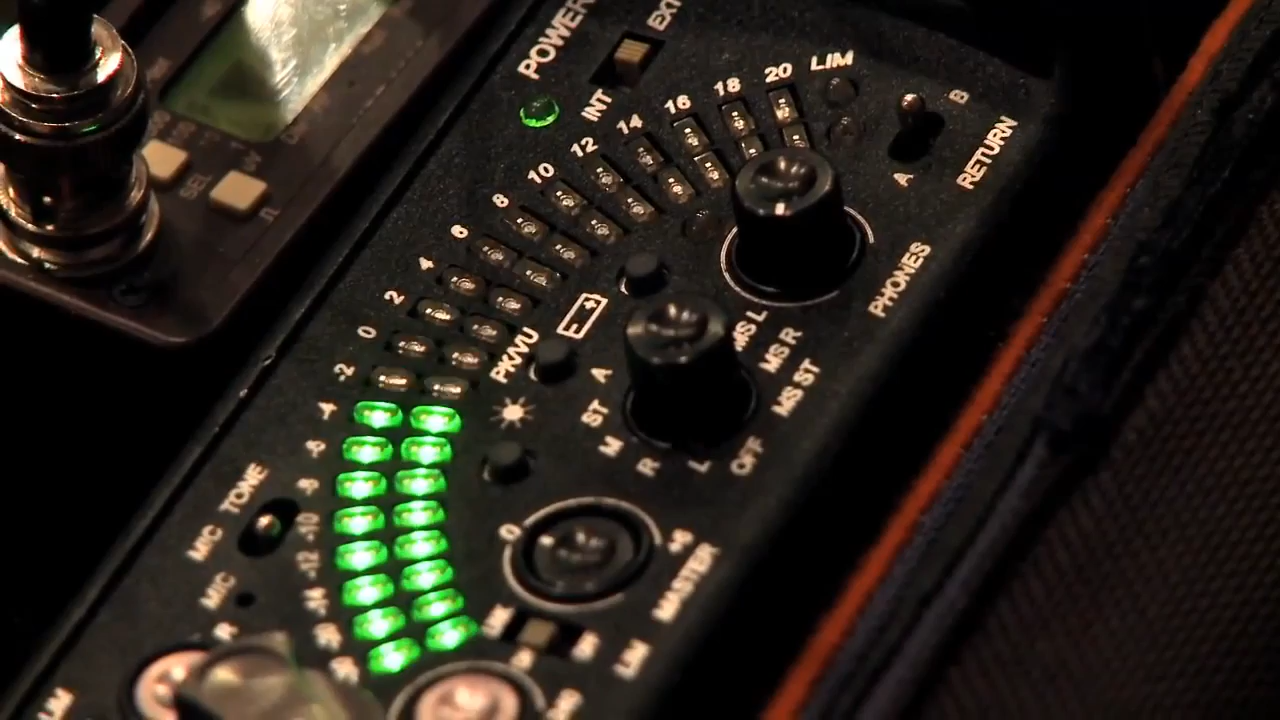 POWER
INT
EXT
LIM
20
18
16
14
12
10
8
6
4
2
0
-2
-4
-6
-8
-10
-12
-14
B
A
RETURN
PHONES
PK/VU
MS L
MS R
MS ST
OFF
L
R
M
ST
A
SEL
MIC TONE
MIC
0
MASTER
LIM
LIM